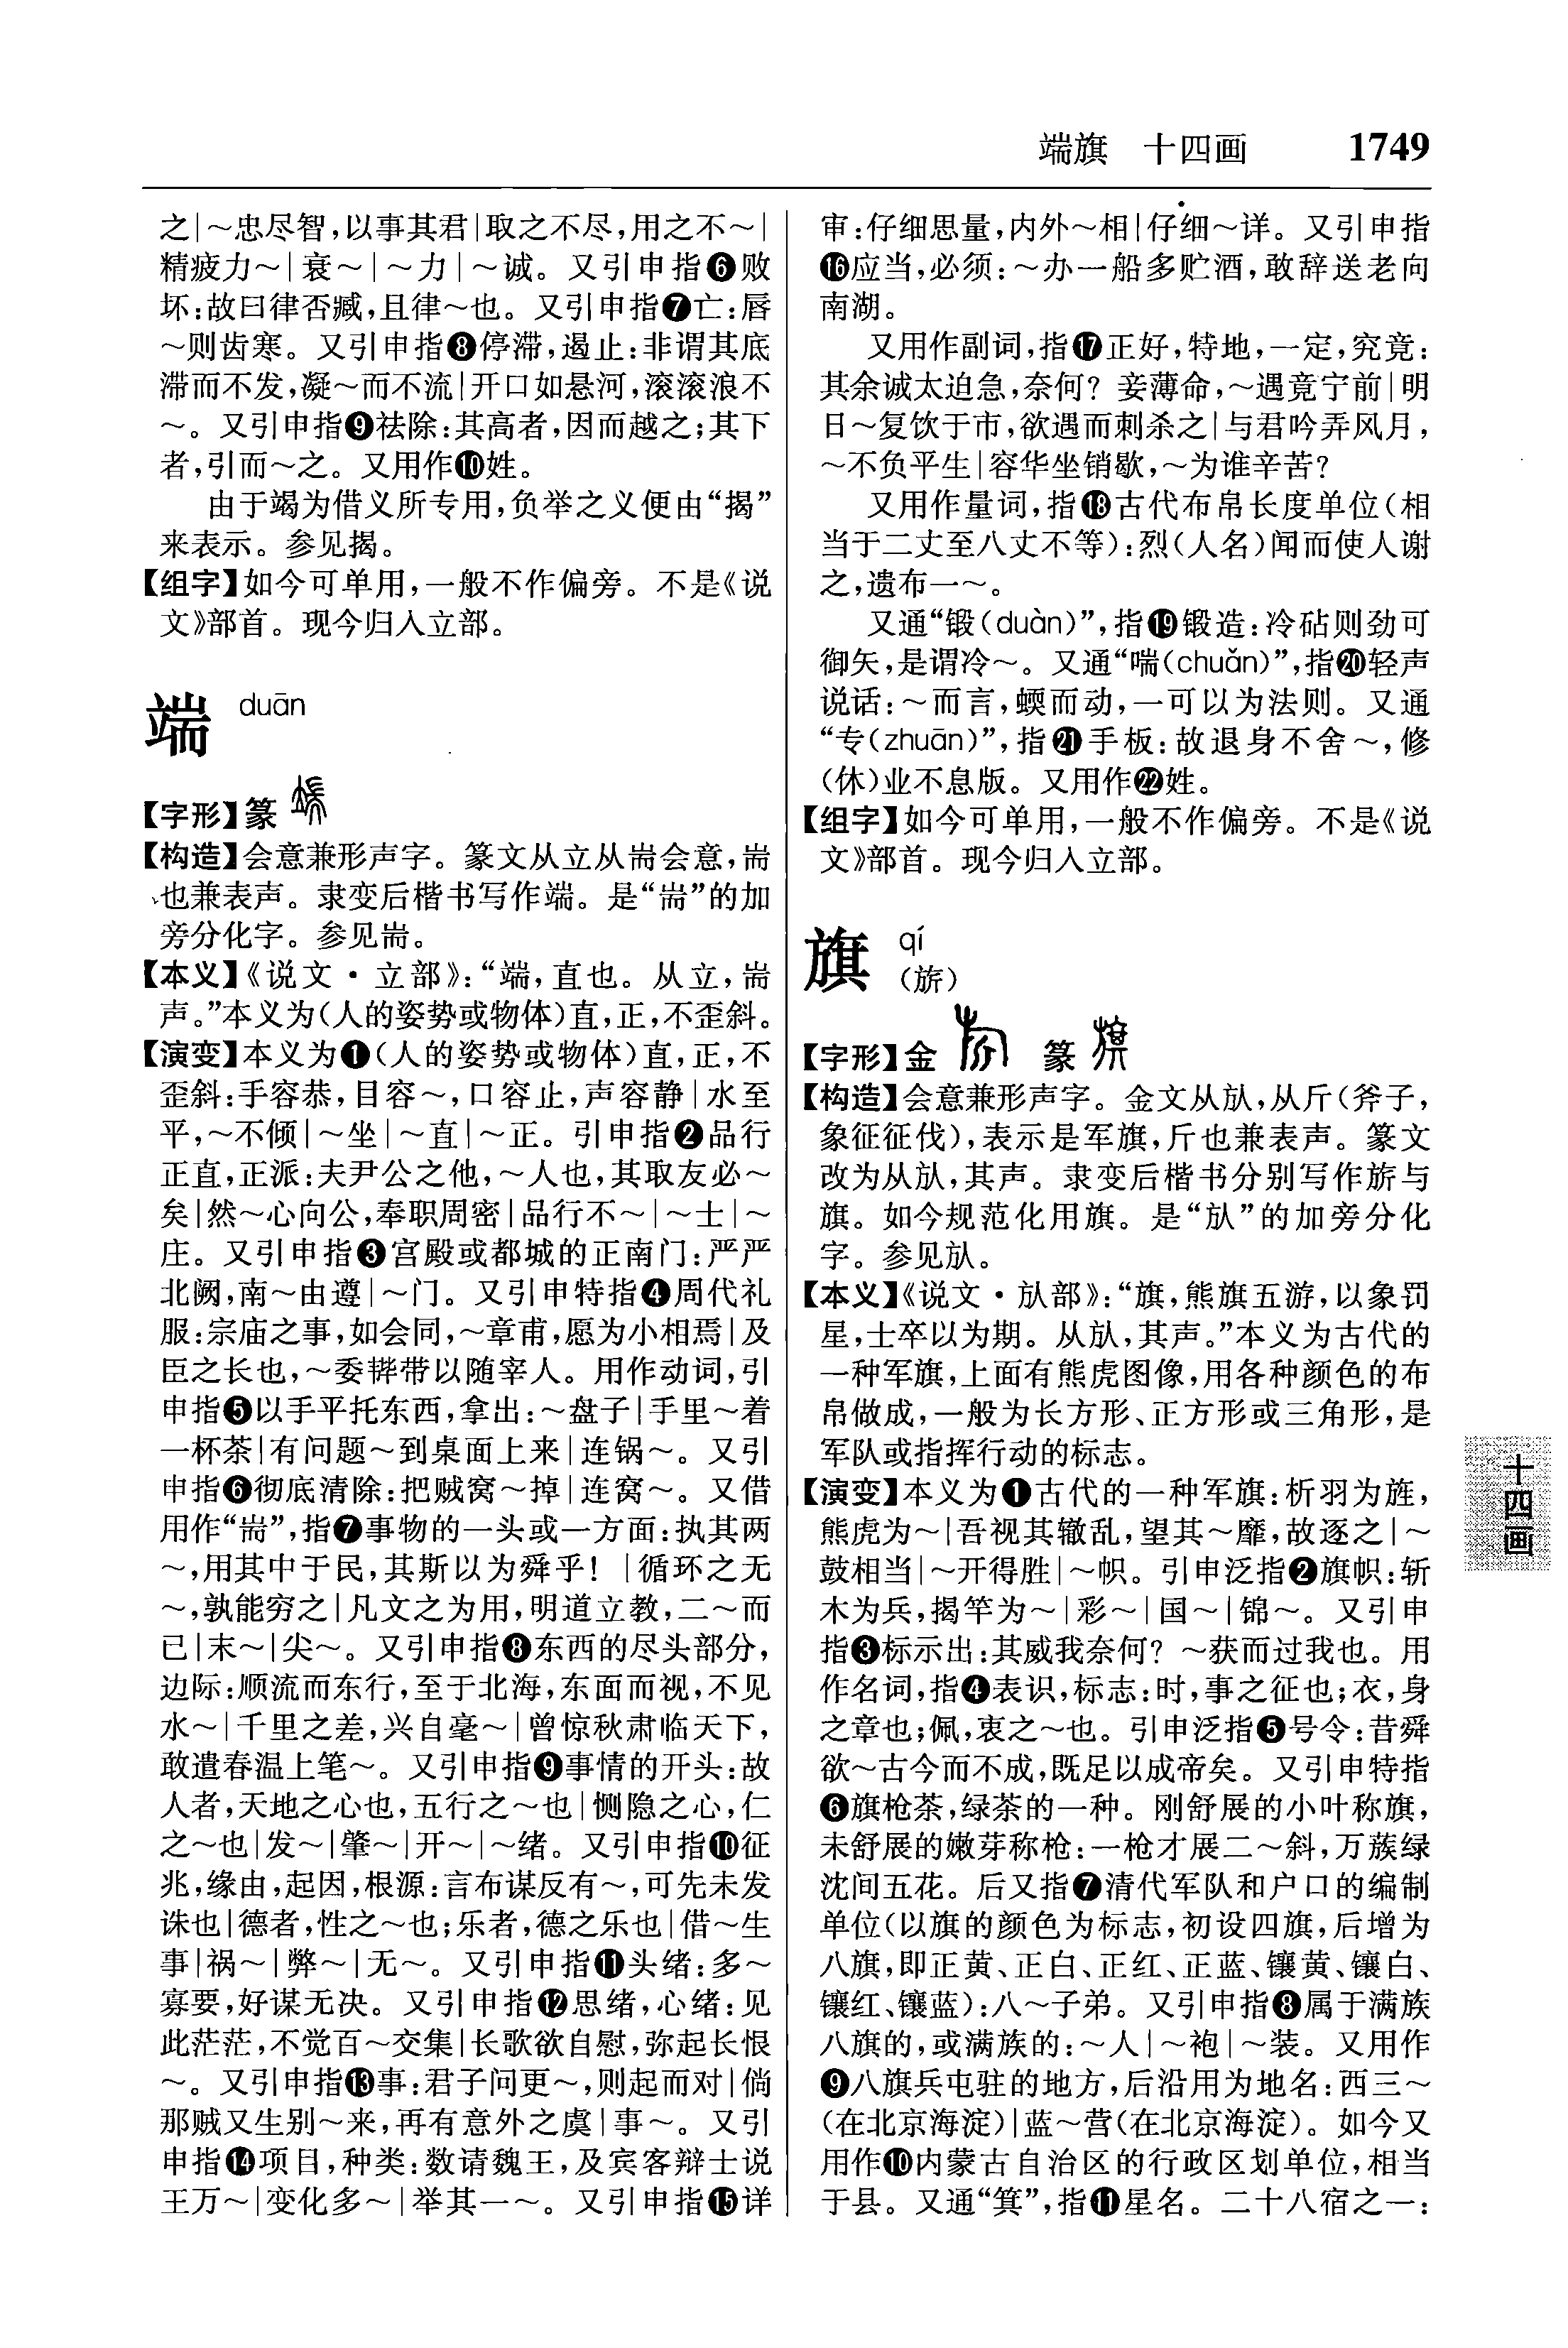 端旗 十四画 1749
之|～忠尽智,以事其君|取之不尽,用之不～|
精疲力～|衰～|～力|～诚。又引申指❻败
坏:故曰律否臧,且律～也。又引申指❼亡:唇
～则齿寒。又引申指❽停滞,遏止:非谓其底
滞而不发,凝～而不流|开口如悬河,滚滚浪不
～。又引申指❾祛除:其高者,因而越之;其下
者,引而～之。又用作❿姓。
由于竭为借义所专用,负举之义便由“揭”
来表示。参见揭。
【组字】如今可单用,一般不作偏旁。不是《说
文》部首。现今归入立部。
端 duān
【字形】篆
【构造】会意兼形声字。篆文从立从耑会意,耑
也兼表声。隶变后楷书写作端。是“耑”的加
旁分化字。参见耑。
【本义】《说文·立部》:“端,直也。从立,耑
声。”本义为(人的姿势或物体)直,正,不歪斜。
【演变】本义为❶(人的姿势或物体)直,正,不
歪斜:手容恭,目容～,口容止,声容静|水至
平,～不倾|～坐|～直|～正。引申指❷品行
正直,正派:夫尹公之他,～人也,其取友必～
矣|然～心向公,奉职周密|品行不～|～士|～
庄。又引申指❸宫殿或都城的正南门:严严
北阙,南～由遵|～门。又引申特指❹周代礼
服:宗庙之事,如会同,～章甫,愿为小相焉|及
臣之长也,～委韠带以随宰人。用作动词,引
申指❺以手平托东西,拿出:～盘子|手里～着
一杯茶|有问题～到桌面上来|连锅～。又引
申指❻彻底清除:把贼窝～掉|连窝～。又借
用作“耑”,指❼事物的一头或一方面:执其两
～,用其中于民,其斯以为舜乎!|循环之无
～,孰能穷之|凡文之为用,明道立教,二～而
已|末～|尖～。又引申指❽东西的尽头部分,
边际:顺流而东行,至于北海,东面而视,不见
水～|千里之差,兴自毫～|曾惊秋肃临天下,
敢遣春温上笔～。又引申指❾事情的开头:故
人者,天地之心也,五行之～也|恻隐之心,仁
之～也|发～|肇～|开～|～绪。又引申指❿征
兆,缘由,起因,根源:言布谋反有～,可先未发
诛也|德者,性之～也;乐者,德之乐也|借～生
事|祸～|弊～|无～。又引申指⓫头绪:多～
寡要,好谋无决。又引申指⓬思绪,心绪:见
此茫茫,不觉百～交集|长歌欲自慰,弥起长恨
～。又引申指⓭事:君子问更～,则起而对|倘
那贼又生别～来,再有意外之虞|事～。又引
申指⓮项目,种类:数请魏王,及宾客辩士说
王万～|变化多～|举其一～。又引申指⓯详
审:仔细思量,内外～相|仔细～详。又引申指
⓰应当,必须:～办一船多贮酒,敢辞送老向
南湖。
又用作副词,指⓱正好,特地,一定,究竟:
其余诚太迫急,奈何?妾薄命,～遇竟宁前|明
日～复饮于市,欲遇而刺杀之|与君吟弄风月,
～不负平生|容华坐销歇,～为谁辛苦?
又用作量词,指⓲古代布帛长度单位(相
当于二丈至八丈不等):烈(人名)闻而使人谢
之,遗布一～。
又通“锻(duàn)”,指⓳锻造:冷砧则劲可
御矢,是谓冷～。又通“喘(chuǎn)”,指⓴轻声
说话:～而言,蝡而动,一可以为法则。又通
“专(zhuān)”,指㉑手板:故退身不舍～,修
(休)业不息版。又用作㉒姓。
【组字】如今可单用,一般不作偏旁。不是《说
文》部首。现今归入立部。
旗 qí
(旂)
【字形】金 篆
【构造】会意兼形声字。金文从㫃,从斤(斧子,
象征征伐),表示是军旗,斤也兼表声。篆文
改为从㫃,其声。隶变后楷书分别写作旂与
旗。如今规范化用旗。是“㫃”的加旁分化
字。参见㫃。
【本义】《说文·㫃部》:“旗,熊旗五游,以象罚
星,士卒以为期。从㫃,其声。”本义为古代的
一种军旗,上面有熊虎图像,用各种颜色的布
帛做成,一般为长方形、正方形或三角形,是
军队或指挥行动的标志。
【演变】本义为❶古代的一种军旗:析羽为旌,
熊虎为～|吾视其辙乱,望其～靡,故逐之|～
鼓相当|～开得胜|～帜。引申泛指❷旗帜:斩
木为兵,揭竿为～|彩～|国～|锦～。又引申
指❸标示出:其威我奈何?～获而过我也。用
作名词,指❹表识,标志:时,事之征也;衣,身
之章也;佩,衷之～也。引申泛指❺号令:昔舜
欲～古今而不成,既足以成帝矣。又引申特指
❻旗枪茶,绿茶的一种。刚舒展的小叶称旗,
未舒展的嫩芽称枪:一枪才展二～斜,万蔟绿
沈间五花。后又指❼清代军队和户口的编制
单位(以旗的颜色为标志,初设四旗,后增为
八旗,即正黄、正白、正红、正蓝、镶黄、镶白、
镶红、镶蓝):八～子弟。又引申指❽属于满族
八旗的,或满族的:～人|～袍|～装。又用作
❾八旗兵屯驻的地方,后沿用为地名:西三～
(在北京海淀)|蓝～营(在北京海淀)。如今又
用作❿内蒙古自治区的行政区划单位,相当
于县。又通“箕”,指⓫星名。二十八宿之一:
十四画